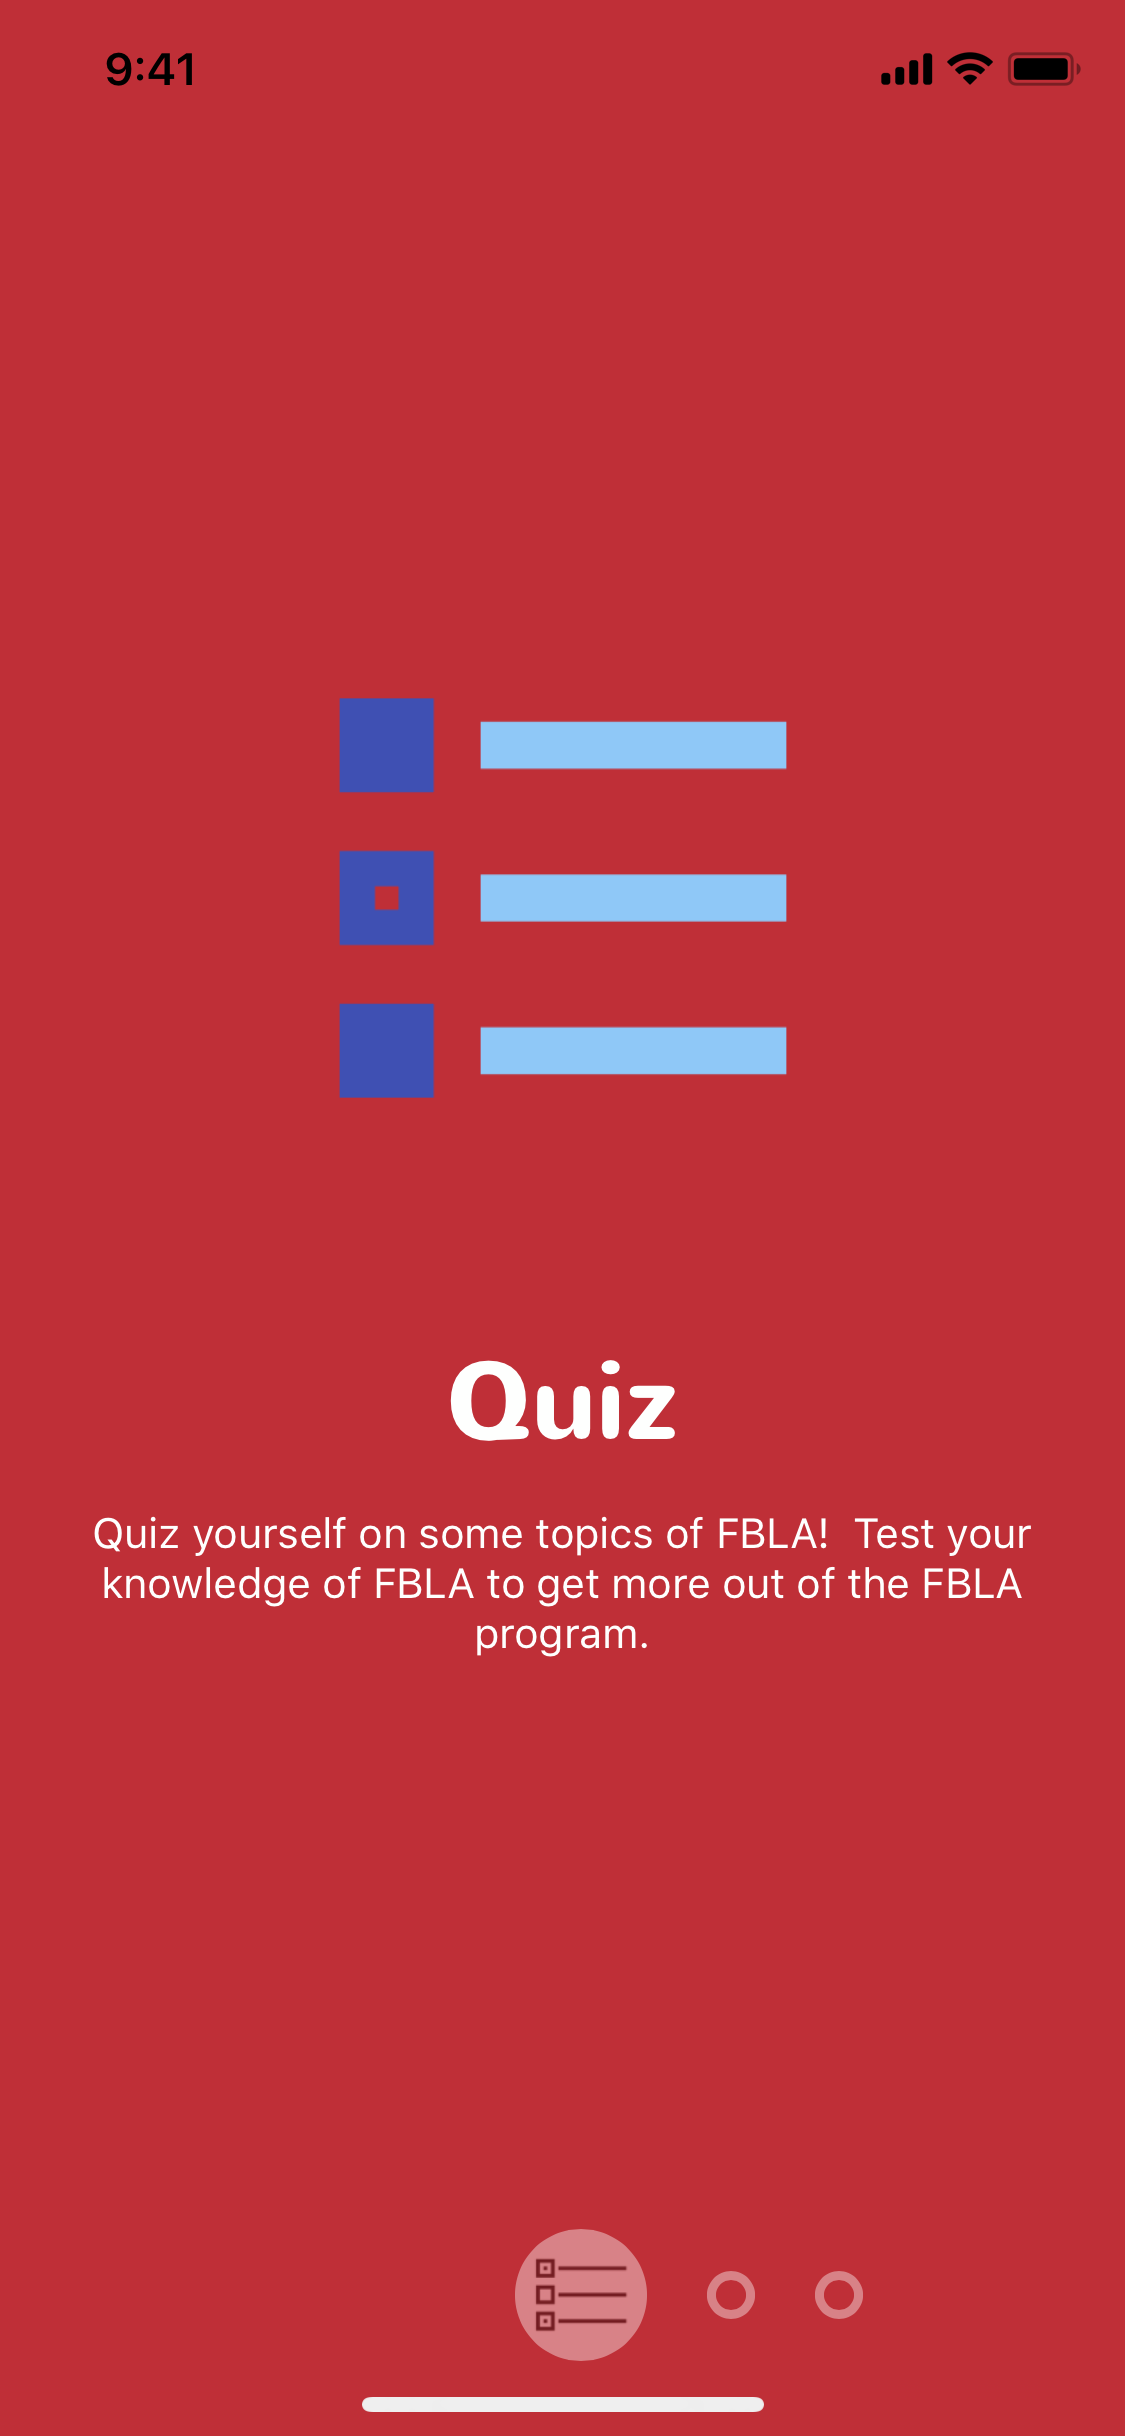 9:41
Quiz
Quiz yourself on some topics of FBLA!  Test your
knowledge of FBLA to get more out of the FBLA
program.